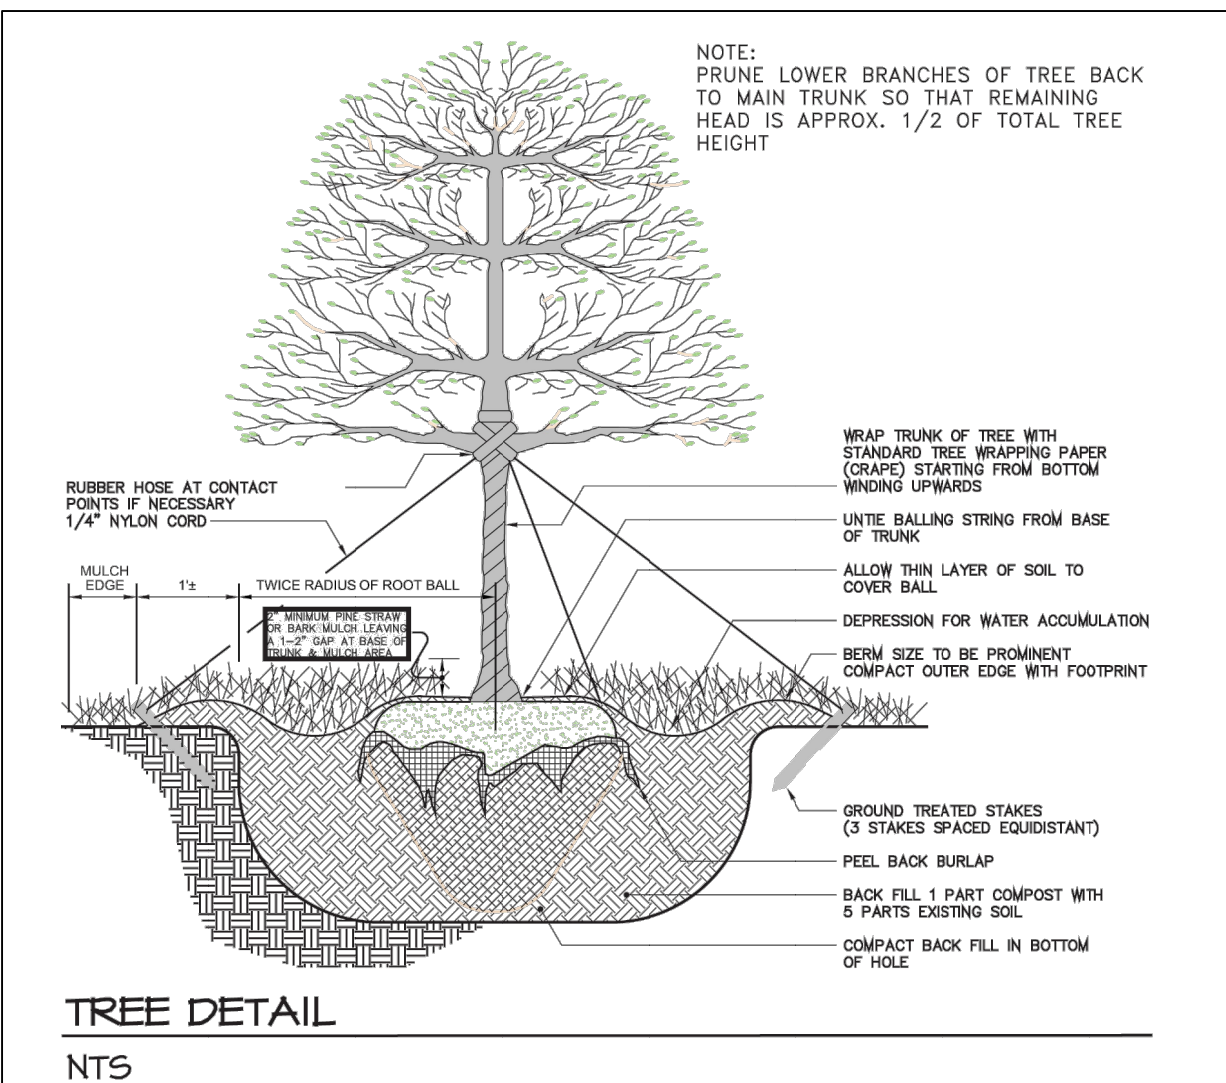 NOTE:
PRUNE LOWER BRANCHES OF TREE BACK
TO MAIN TRUNK SO THAT REMAINING
HEAD IS APPROX. 1/2 OF TOTAL TREE
HEIGHT
WRAP TRUNK OF TREE WITH
STANDARD TREE WRAPPING PAPER
(CRAPE) STARTING FROM BOTTOM
WINDING UPWARDS
RUBBER HOSE AT CONTACT
POINTS IF NECESSARY
1/4" NYLON CORD
UNTIE BALLING STRING FROM BASE
OF TRUNK
MULCH
EDGE
1'±
TWICE RADIUS OF ROOT BALL
ALLOW THIN LAYER OF SOIL TO
COVER BALL
2" MINIMUM PINE STRAW
OR BARK MULCH LEAVING
A 1-2" GAP AT BASE OF
TRUNK & MULCH AREA
DEPRESSION FOR WATER ACCUMULATION
BERM SIZE TO BE PROMINENT
COMPACT OUTER EDGE WITH FOOTPRINT
GROUND TREATED STAKES
(3 STAKES SPACED EQUIDISTANT)
PEEL BACK BURLAP
BACK FILL 1 PART COMPOST WITH
5 PARTS EXISTING SOIL
COMPACT BACK FILL IN BOTTOM
OF HOLE
TREE DETAIL
NTS